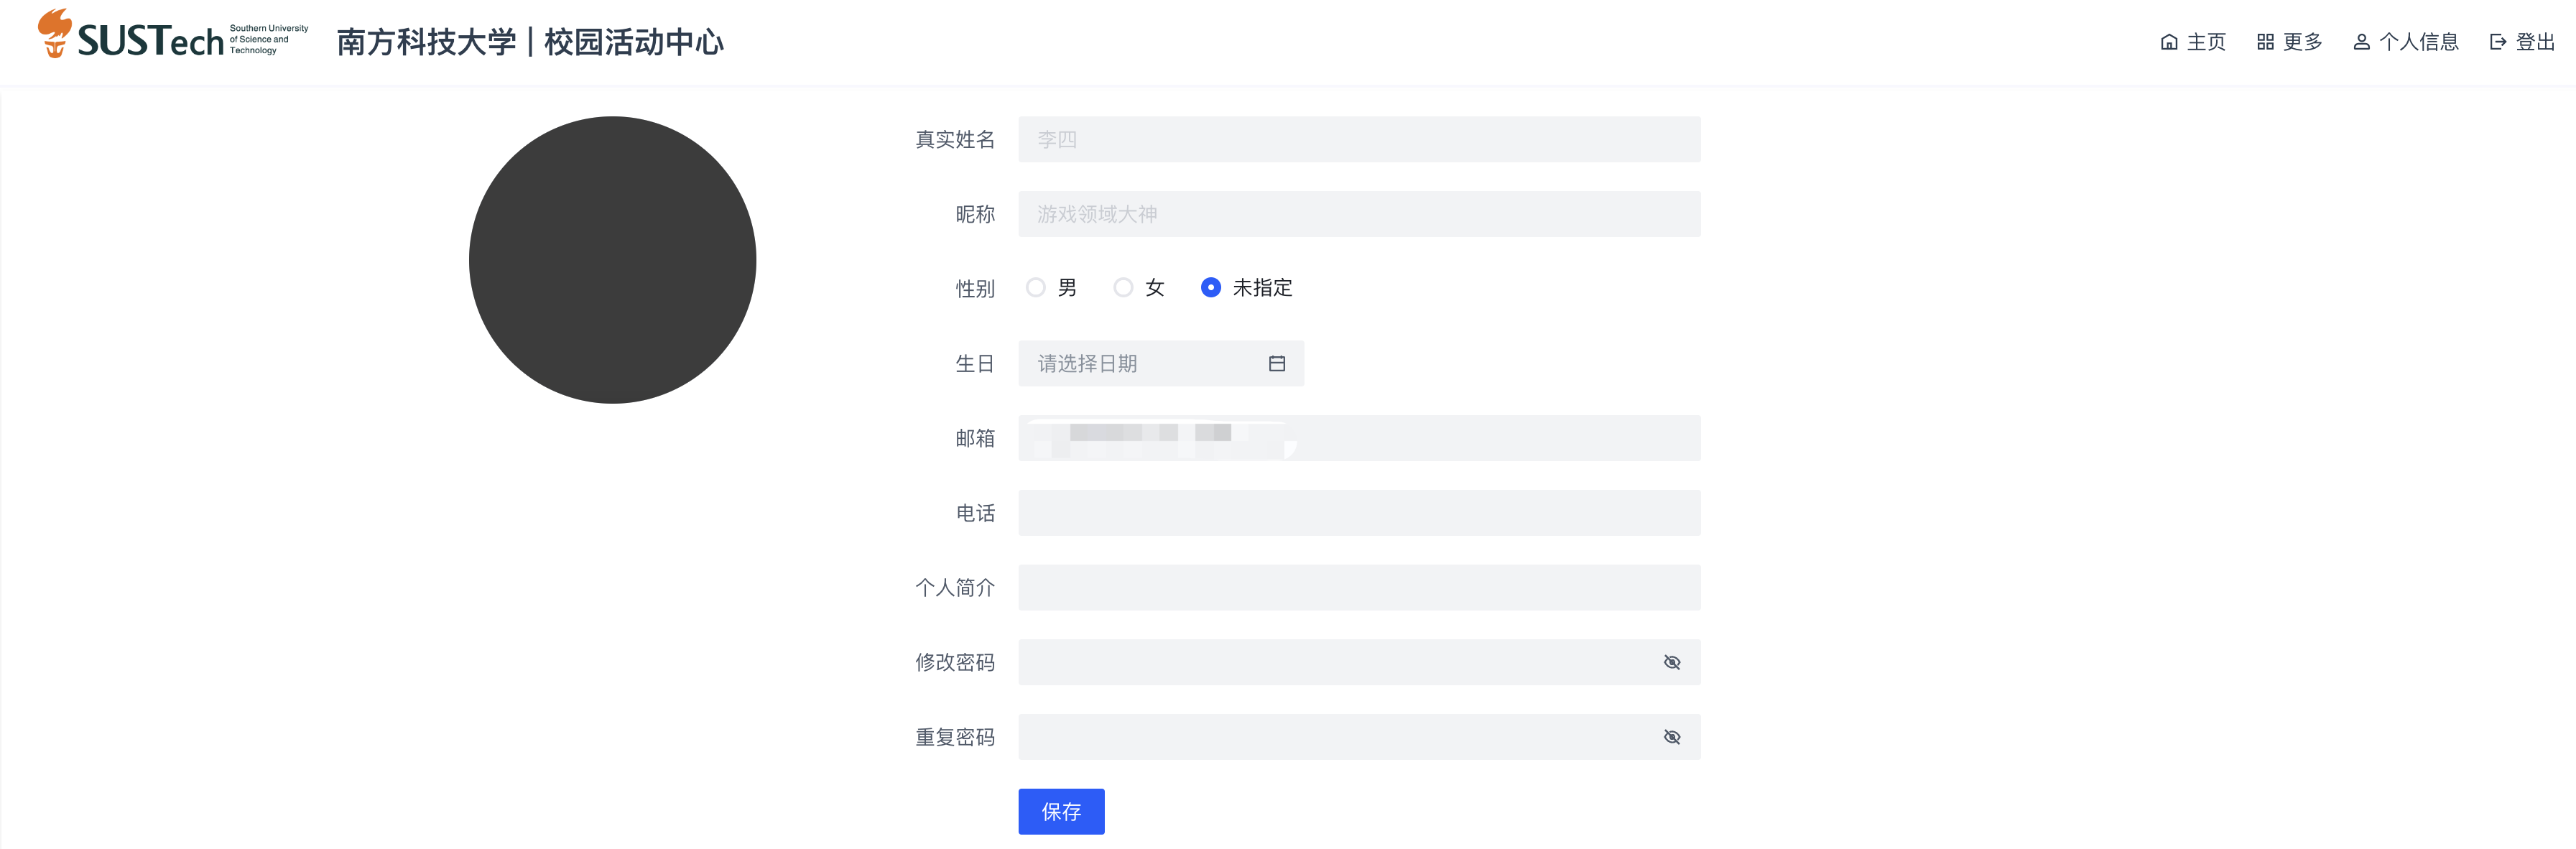 SUSTech
Southern University
of Science and
Technology
南方科技大学 | 校园活动中心
主页
更多
个人信息
登出
真实姓名
李四
昵称
游戏领域大神
性别
男
女
未指定
生日
请选择日期
邮箱
电话
个人简介
修改密码
重复密码
保存